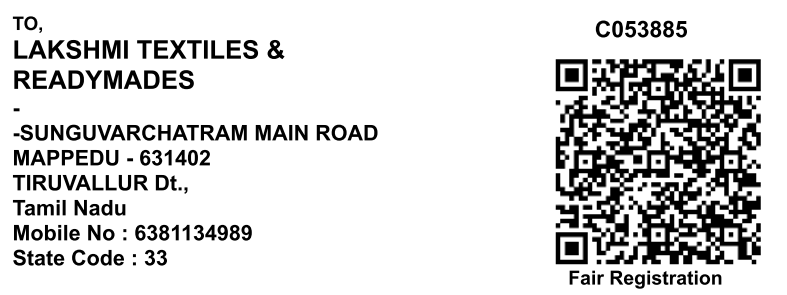 TO,
LAKSHMI TEXTILES &
READYMADES
-
-SUNGUVARCHATRAM MAIN ROAD
MAPPEDU - 631402
TIRUVALLUR Dt.,
Tamil Nadu
Mobile No : 6381134989
State Code : 33
C053885
Fair Registration